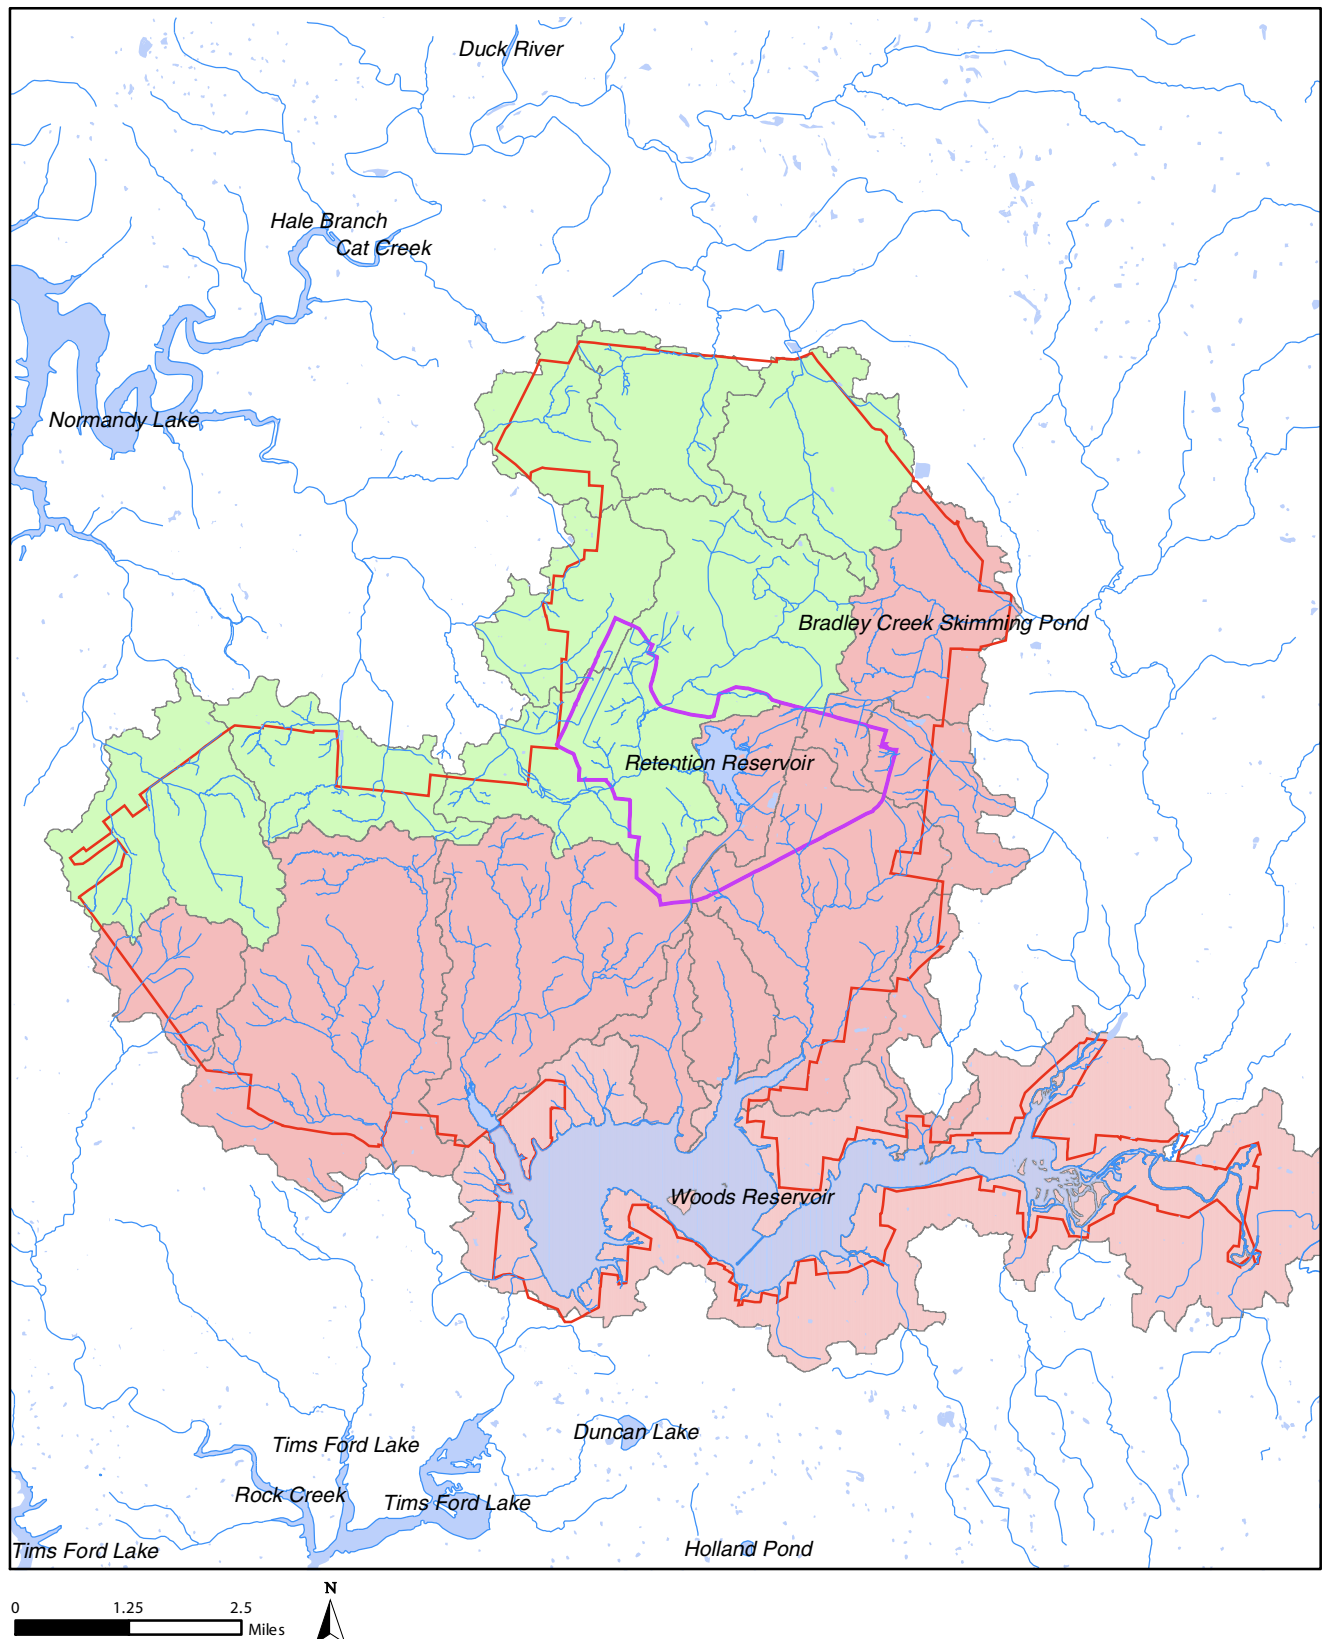 Duck River
Hale Branch
Cat Creek
Normandy Lake
Bradley Creek Skimming Pond
Retention Reservoir
Woods Reservoir
Duncan Lake
Tims Ford Lake
Rock Creek
Tims Ford Lake
Holland Pond
Tims Ford Lake
N
0 1.25 2.5
Miles